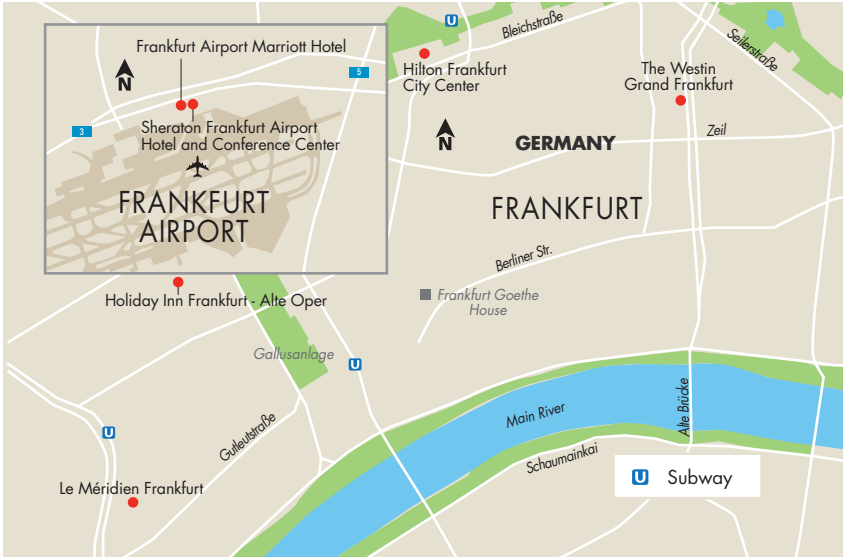 U
Bleichstraße
Seilerstraße
Frankfurt Airport Marriott Hotel
N
5
3
Sheraton Frankfurt Airport
Hotel and Conference Center
FRANKFURT
AIRPORT
Hilton Frankfurt
City Center
The Westin
Grand Frankfurt
N
GERMANY
Zeil
FRANKFURT
Berliner Str.
Holiday Inn Frankfurt - Alte Oper
Frankfurt Goethe
House
Gallusanlage
U
Main River
Alte Brücke
U
Gutleutstraße
Schaumainkai
Le Méridien Frankfurt
U Subway